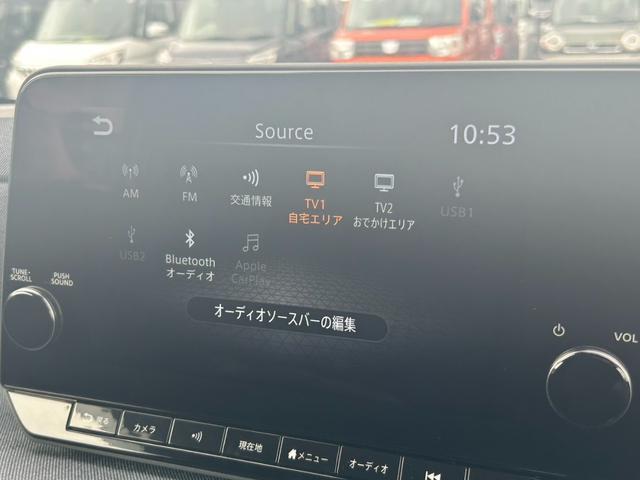 Source
10:53
AM
FM
交通情報
TV1
自宅エリア
TV2
おでかけエリア
USB1
USB2
Bluetooth
オーディオ
Apple
CarPlay
オーディオソースバーの編集
TUNE・
SCROLL
PUSH
SOUND
VOL
戻る
カメラ
現在地
メニュー
オーディオ